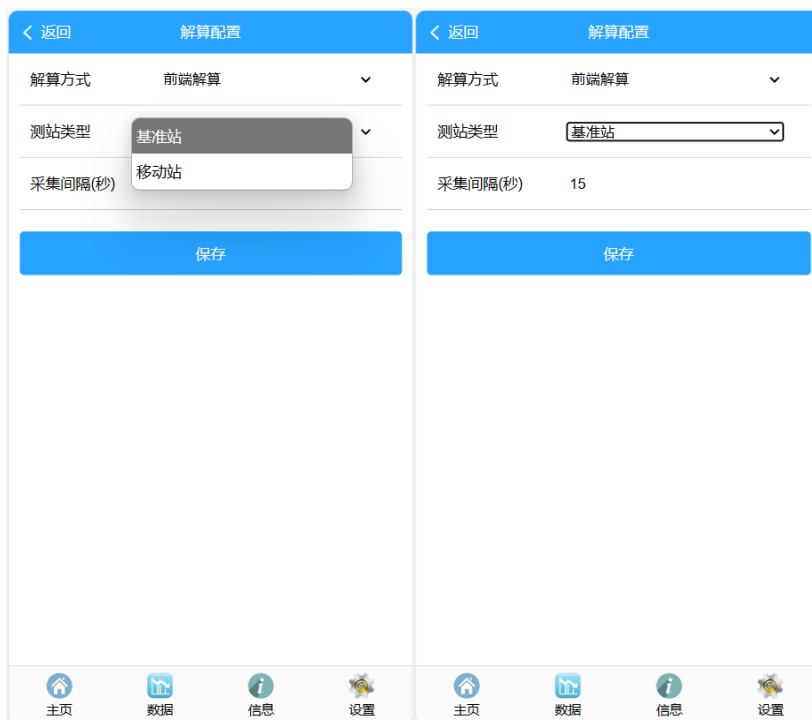 返回 解算配置
解算方式 前端解算
测站类型
基准站
移动站
采集间隔(秒)
保存
主页 数据 信息 设置
返回 解算配置
解算方式 前端解算
测站类型 基准站
采集间隔(秒) 15
保存
主页 数据 信息 设置